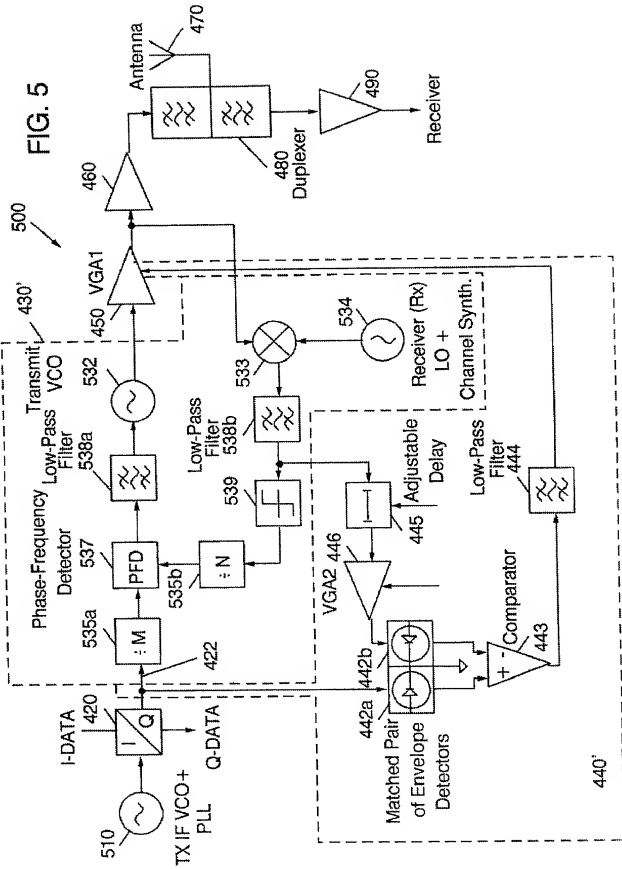 FIG. 5
500
430'
Transmit
VCO
532
Low-Pass
Filter
538a
Phase-Frequency
Detector
537
PFD
535a
÷M
422
I-DATA
420
I
Q
Q-DATA
510
TX IF VCO+
PLL
VGA1
450
460
Antenna
470
480
Duplexer
490
Receiver
533
534
Receiver (Rx)
LO +
Channel Synth.
Low-Pass
Filter
538b
539
535b
÷N
Adjustable
Delay
445
446
VGA2
442a
442b
Matched Pair
of Envelope
Detectors
+
-
Comparator
443
Low-Pass
Filter
444
440'